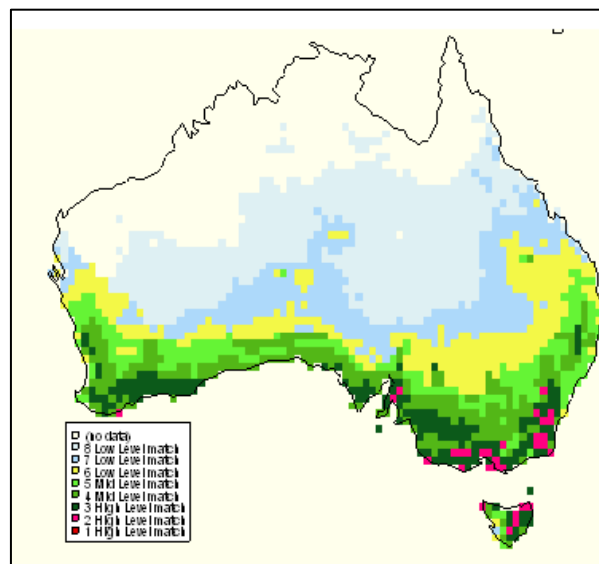 (no data)
8 Low Level match
7 Low Level match
6 Low Level match
5 Mid Level match
4 Mid Level match
3 High Level match
2 High Level match
1 High Level match